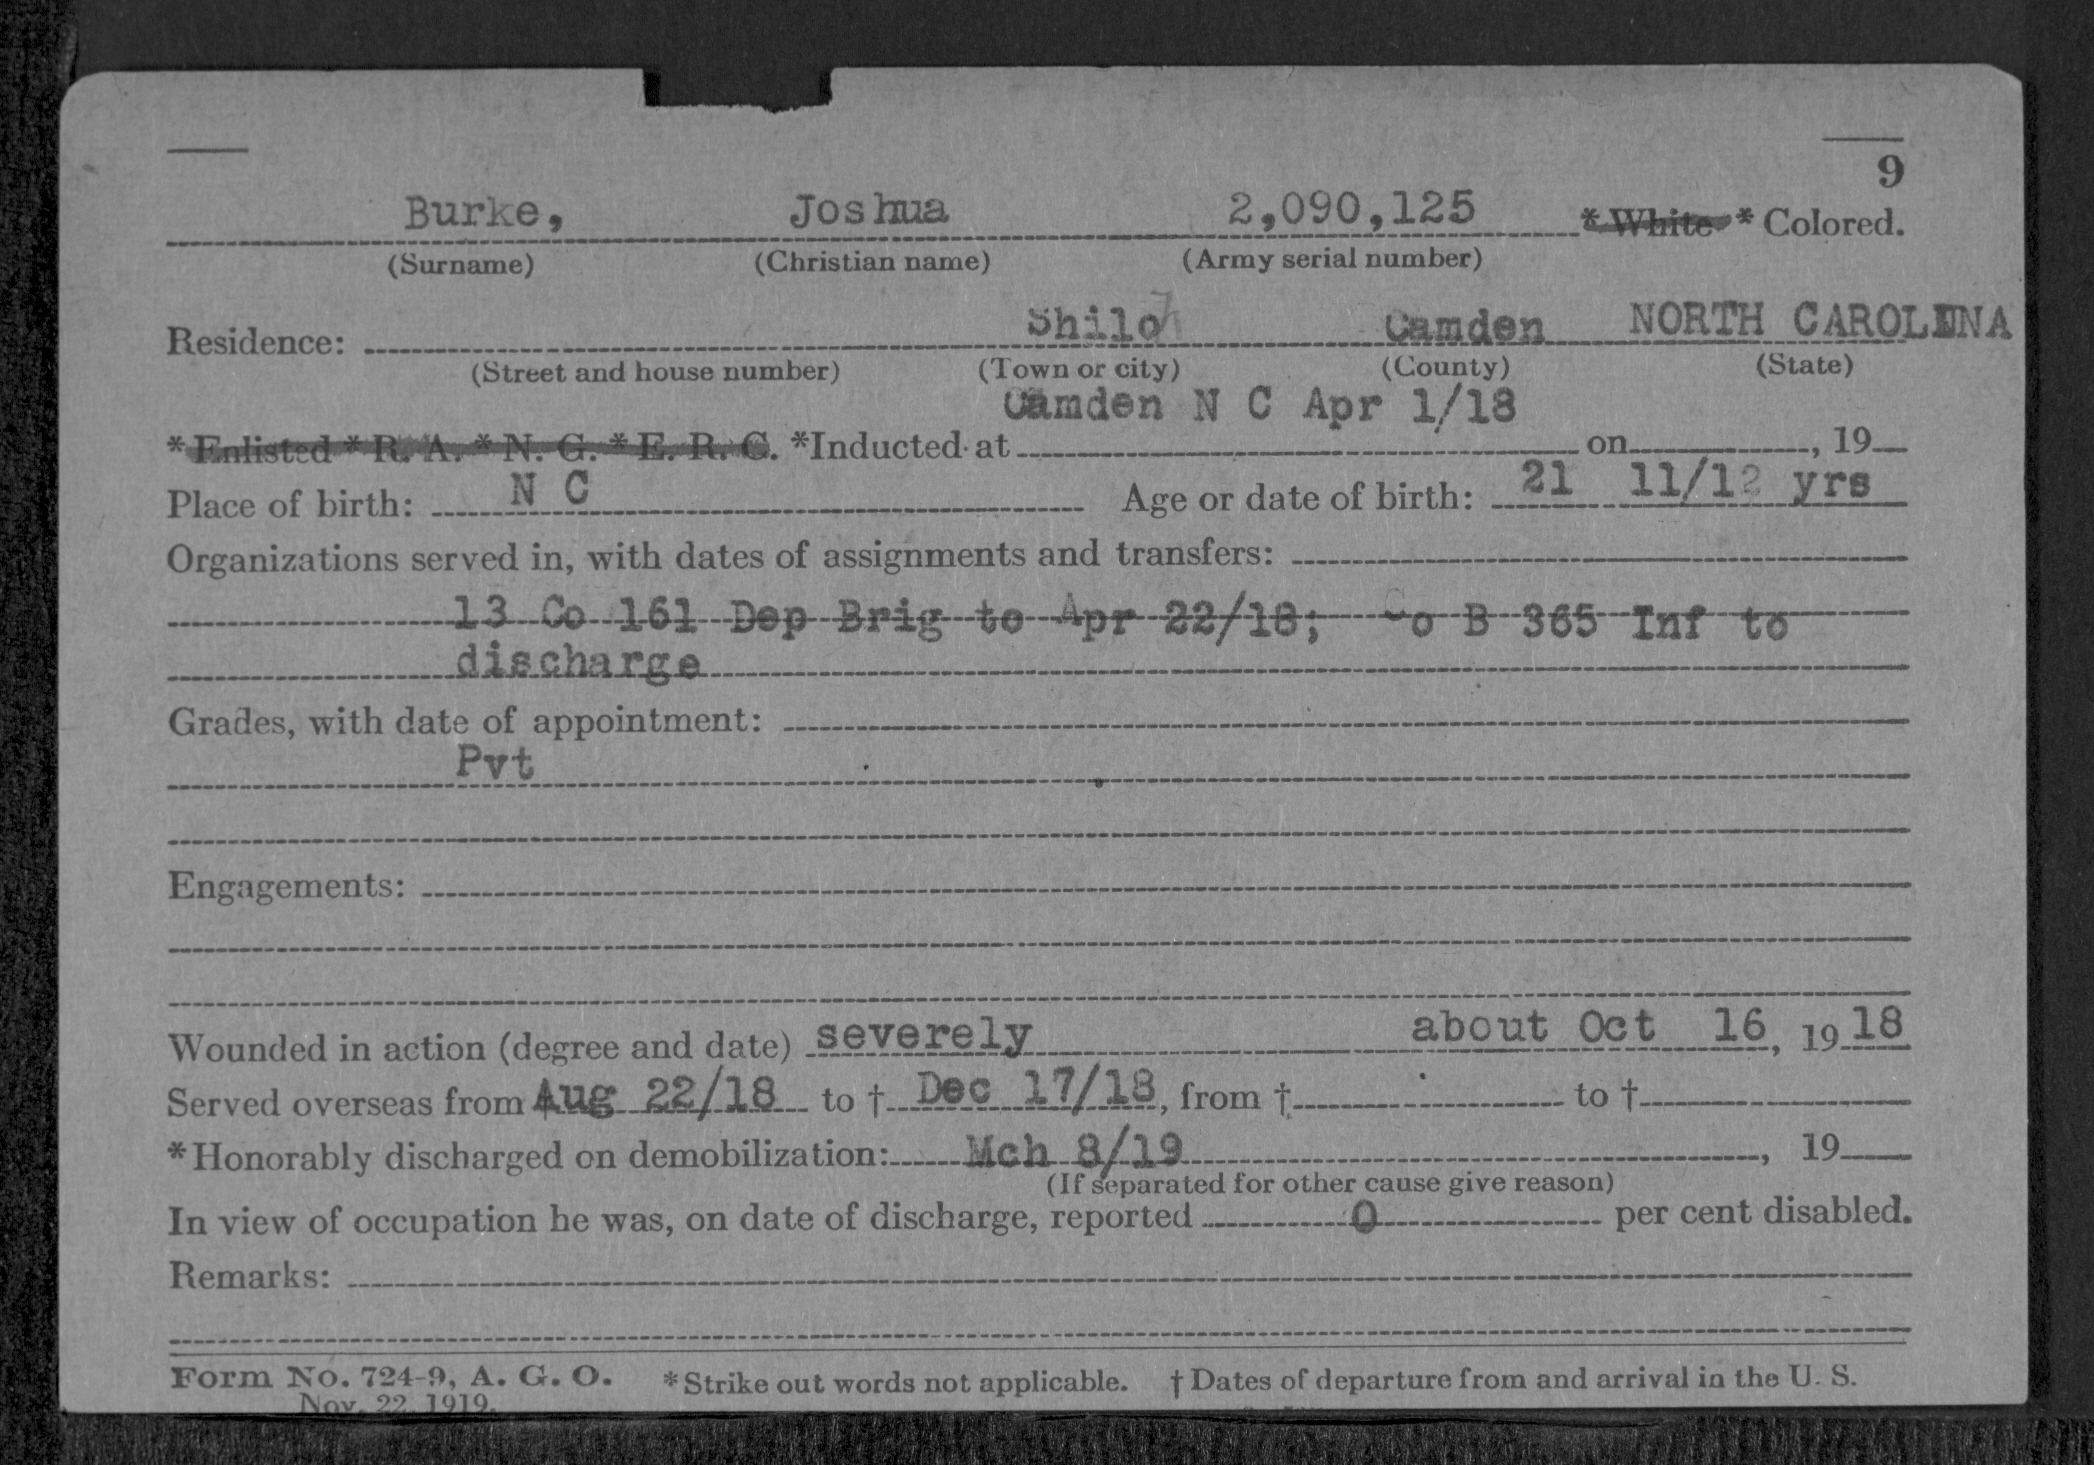 9
Burke, Joshua 2,090,125 * White * Colored.
(Surname) (Christian name) (Army serial number)
Residence: Shiloh Camden NORTH CAROLINA
(Street and house number) (Town or city) (County) (State)
Camden N C Apr 1/18
* Enlisted * R. A. * N. G. * E. R. C. *Inducted at on , 19
Place of birth: N C Age or date of birth: 21 11/12 yrs
Organizations served in, with dates of assignments and transfers:
13 Co 161 Dep Brig to Apr 22/18; Co B 365 Inf to
discharge
Grades, with date of appointment:
Pvt
Engagements:
Wounded in action (degree and date) severely about Oct 16, 1918
Served overseas from Aug 22/18 to † Dec 17/18, from † to †
*Honorably discharged on demobilization: Mch 8/19 , 19
(If separated for other cause give reason)
In view of occupation he was, on date of discharge, reported 0 per cent disabled.
Remarks:
Form No. 724-9, A. G. O. *Strike out words not applicable. † Dates of departure from and arrival in the U. S.
Nov. 22, 1919.